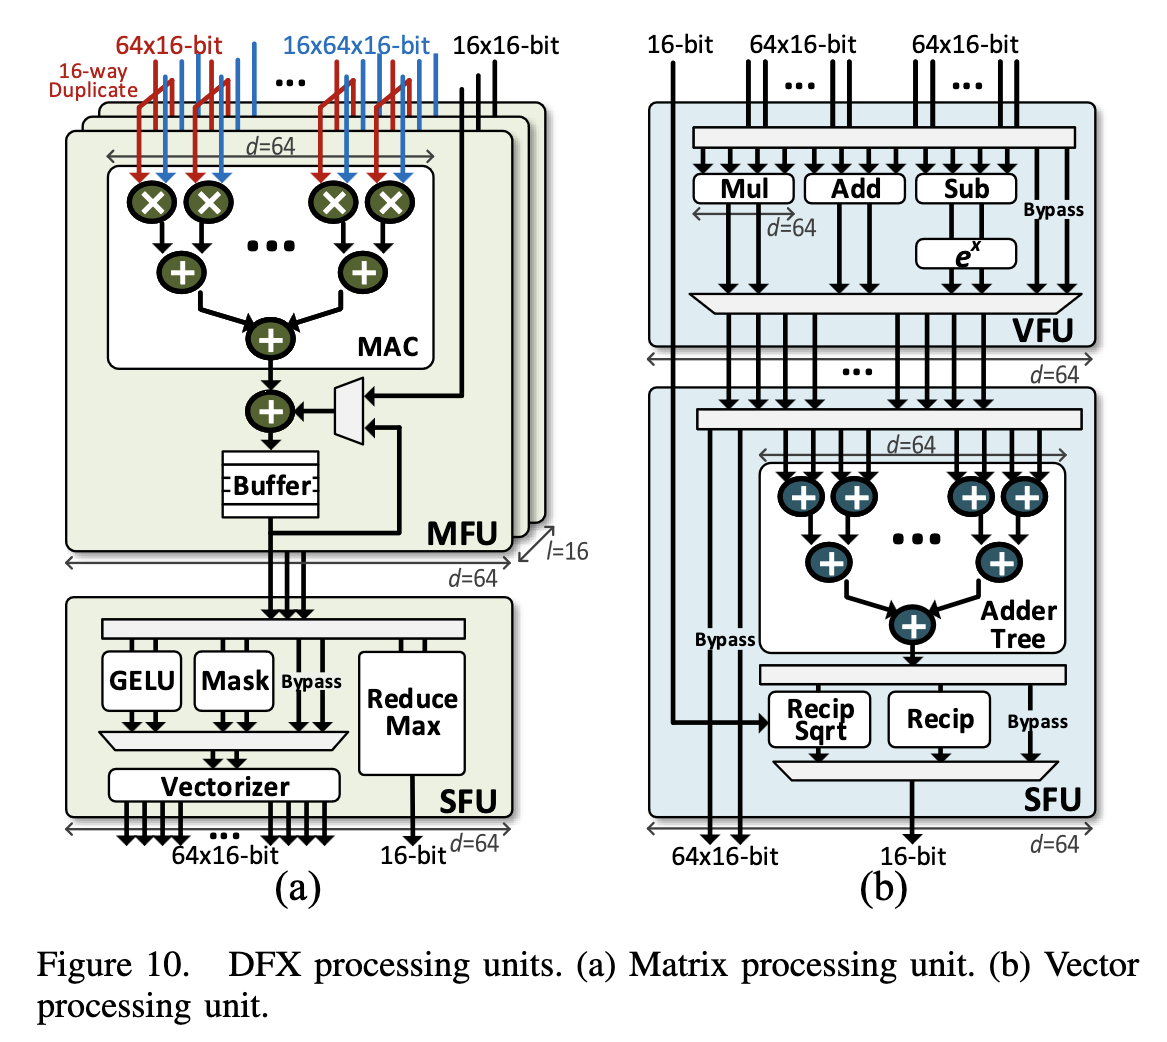 64x16-bit
16x64x16-bit
16x16-bit
16-way
Duplicate
...
d=64
...
MAC
Buffer
MFU
l=16
d=64
GELU
Mask
Bypass
Reduce
Max
Vectorizer
SFU
...
64x16-bit
16-bit
d=64
(a)
16-bit
64x16-bit
64x16-bit
...
...
Mul
Add
Sub
Bypass
d=64
eˣ
VFU
...
d=64
d=64
...
Adder
Tree
Bypass
Recip
Sqrt
Recip
Bypass
SFU
64x16-bit
16-bit
d=64
(b)
Figure 10. DFX processing units. (a) Matrix processing unit. (b) Vector
processing unit.